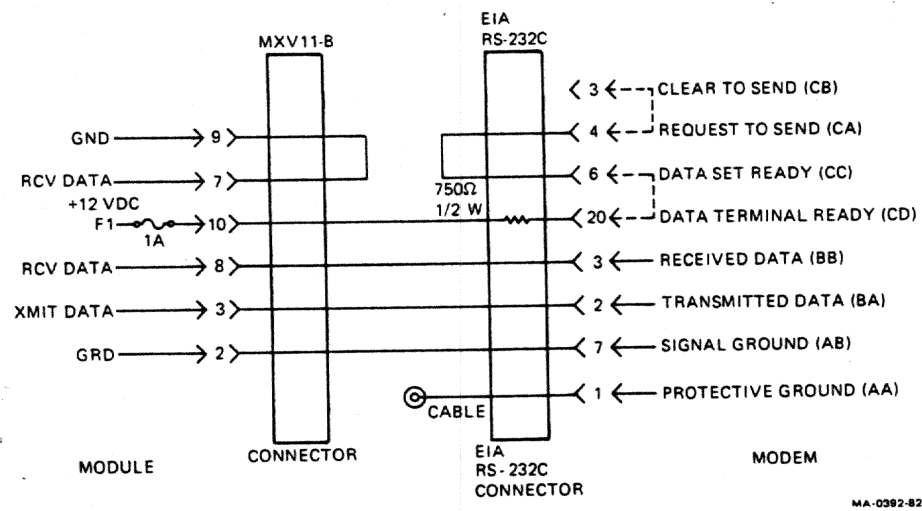 EIA
RS-232C
MXV11-B
3 CLEAR TO SEND (CB)
GND 9
4 REQUEST TO SEND (CA)
RCV DATA 7
6 DATA SET READY (CC)
+12 VDC
F1 1A 10
750Ω
1/2 W
20 DATA TERMINAL READY (CD)
RCV DATA 8
3 RECEIVED DATA (BB)
XMIT DATA 3
2 TRANSMITTED DATA (BA)
GRD 2
7 SIGNAL GROUND (AB)
CABLE
1 PROTECTIVE GROUND (AA)
MODULE
CONNECTOR
EIA
RS-232C
CONNECTOR
MODEM
MA-0392-82